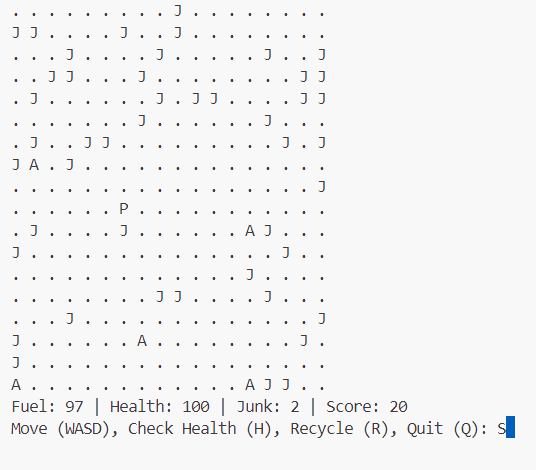 . . . . . . . . . J . . . . . . . .
J J . . . . J . . J . . . . . . . .
. . . J . . . . J . . . . . J . . J
. . J J . . . J . . . . . . . . J J
. J . . . . . . J . J J . . . . J J
. . . . . . . J . . . . . . J . . .
. J . . J J . . . . . . . . . J . J
J A . J . . . . . . . . . . . . . .
. . . . . . . . . . . . . . . . . J
. . . . . . P . . . . . . . . . . .
. J . . . . J . . . . . . A J . . .
J . . . . . . . . . . . . . . J . .
. . . . . . . . . . . . . J . . . .
. . . . . . . . J J . . . . J . . .
. . . J . . . . . . . . . . . . . J
J . . . . . . A . . . . . . . . J .
J . . . . . . . . . . . . . . . . .
A . . . . . . . . . . . . A J J . .
Fuel: 97 | Health: 100 | Junk: 2 | Score: 20
Move (WASD), Check Health (H), Recycle (R), Quit (Q): S